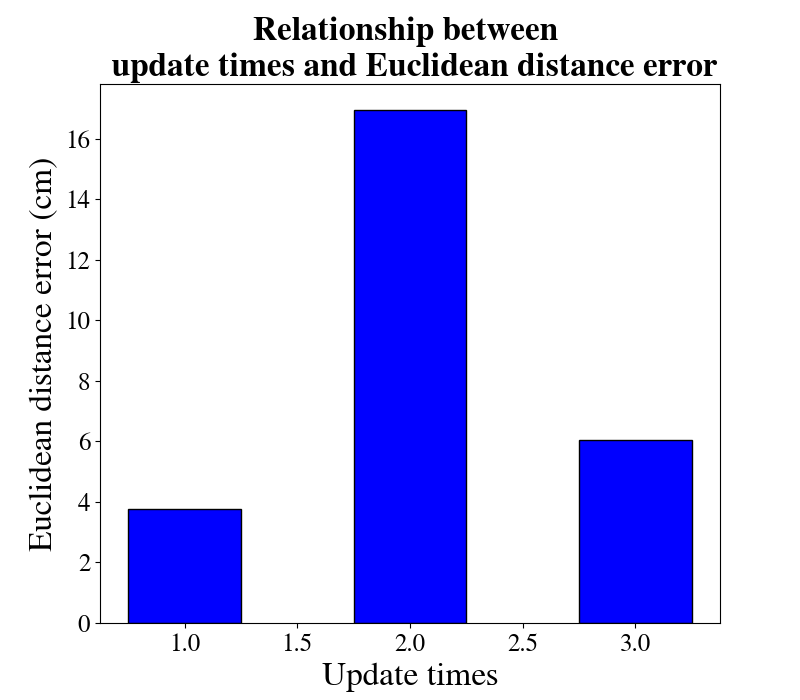 Relationship between
update times and Euclidean distance error
Euclidean distance error (cm)
16
14
12
10
8
6
4
2
0
1.0 1.5 2.0 2.5 3.0
Update times